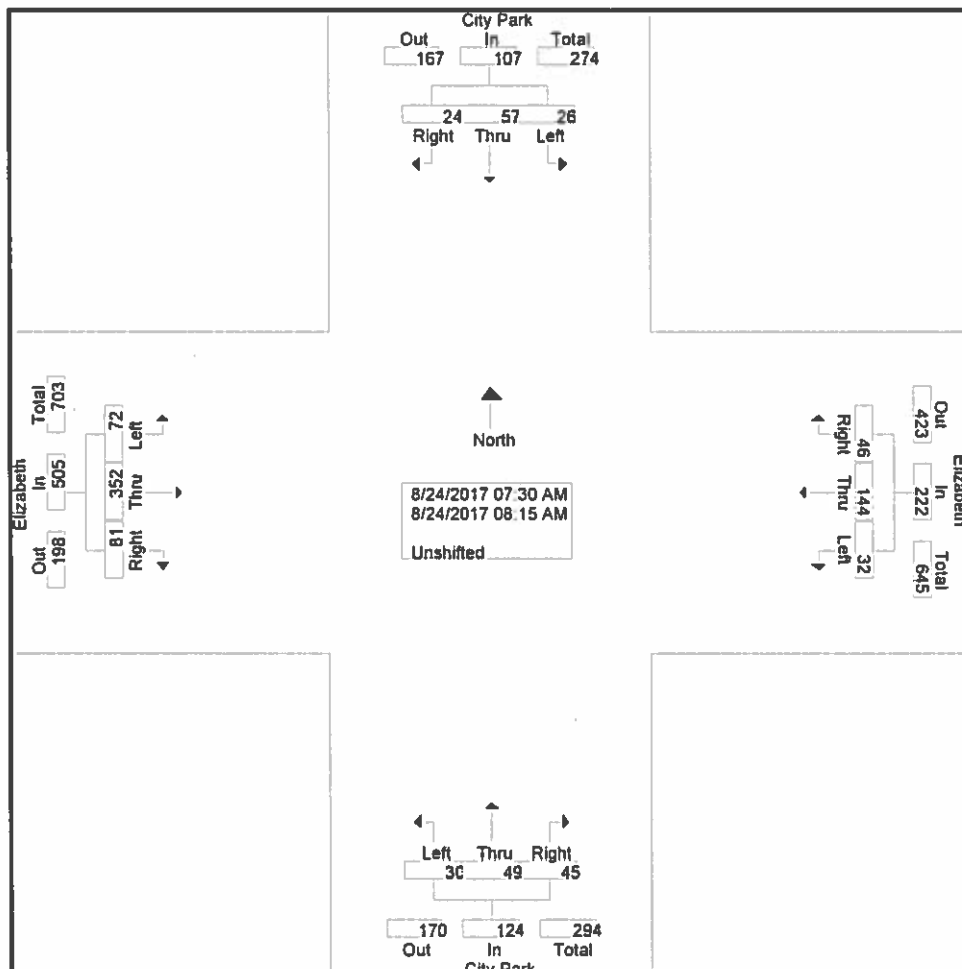 City Park
Out In Total
167 107 274
24 57 26
Right Thru Left
Elizabeth
Total In Out
703 505 198
72 352 81
Left Thru Right
North
8/24/2017 07:30 AM
8/24/2017 08:15 AM
Unshifted
Right Thru Left
46 144 32
Out In Total
423 222 645
Elizabeth
Left Thru Right
30 49 45
170 124 294
Out In Total
City Park